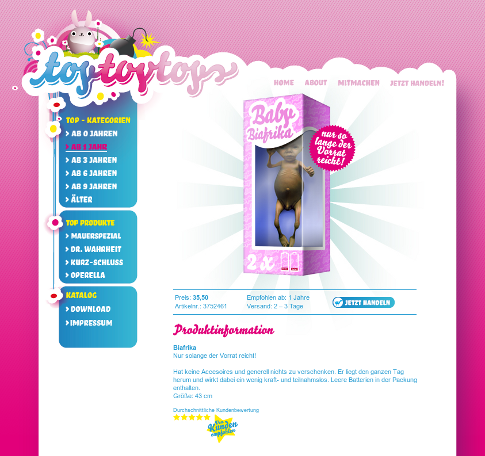 toytoytoys
HOME ABOUT MITMACHEN JETZT HANDELN!
TOP - KATEGORIEN
> AB 0 JAHREN
> AB 1 JAHR
> AB 3 JAHREN
> AB 6 JAHREN
> AB 9 JAHREN
> ÄLTER
TOP PRODUKTE
> MAUERSPEZIAL
> DR. WAHRHEIT
> KURZ-SCHLUSS
> OPERELLA
KATALOG
> DOWNLOAD
> IMPRESSUM
Baby
Biafrika
nur so
lange der
Vorrat
reicht!
2 x
Preis: 35,50
Artikelnr.: 3752461
Empfohlen ab: 1 Jahre
Versand: 2 - 3 Tage
JETZT HANDELN
Produktinformation
Biafrika
Nur solange der Vorrat reicht!
Hat keine Accesoires und generell nichts zu verschenken. Er liegt den ganzen Tag
herum und wirkt dabei ein wenig kraft- und teilnahmslos. Leere Batterien in der Packung
enthalten.
Größe: 43 cm
Durchschnittliche Kundenbewertung
Von 4
Kunden
empfohlen